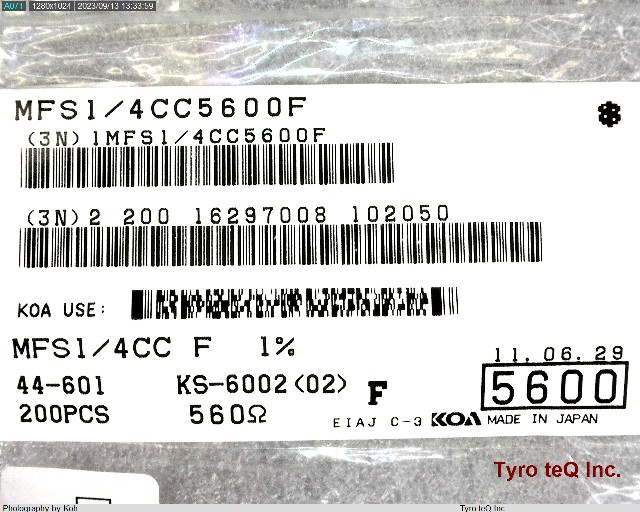 A071 1280x1024 2023/09/13 13:33:59
MFS1/4CC5600F
(3N)1MFS1/4CC5600F
(3N)2 200 16297008 102050
KOA USE:
MFS1/4CC F 1%
11.06.29
44-601 KS-6002(02) F 5600
200PCS 560Ω EIAJ C-3 KOA MADE IN JAPAN
Tyro teQ Inc.
Photography by Koh Tyro teQ Inc